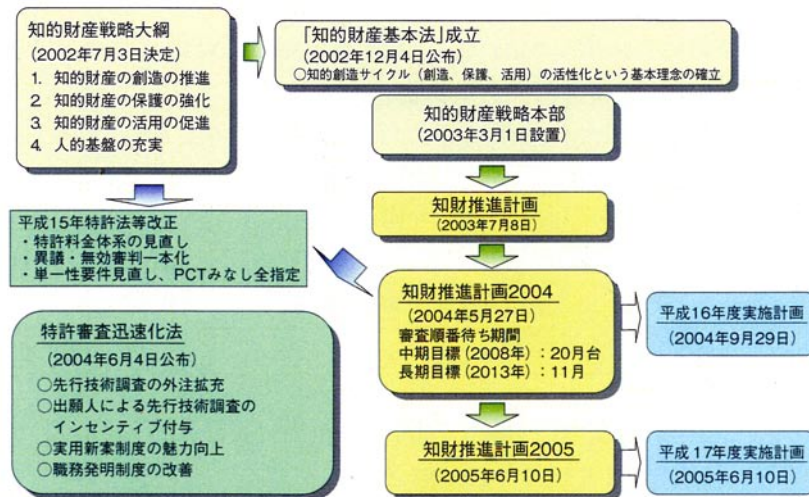 知的財産戦略大綱
(2002年7月3日決定)
1. 知的財産の創造の推進
2. 知的財産の保護の強化
3. 知的財産の活用の促進
4. 人的基盤の充実
「知的財産基本法」成立
(2002年12月4日公布)
○知的創造サイクル(創造、保護、活用)の活性化という基本理念の確立
知的財産戦略本部
(2003年3月1日設置)
知財推進計画
(2003年7月8日)
平成15年特許法等改正
・特許料金体系の見直し
・異議・無効審判一本化
・単一性要件見直し、PCTみなし全指定
知財推進計画2004
(2004年5月27日)
審査順番待ち期間
中期目標(2008年):20月台
長期目標(2013年):11月
平成16年度実施計画
(2004年9月29日)
特許審査迅速化法
(2004年6月4日公布)
○先行技術調査の外注拡充
○出願人による先行技術調査の
インセンティブ付与
○実用新案制度の魅力向上
○職務発明制度の改善
知財推進計画2005
(2005年6月10日)
平成17年度実施計画
(2005年6月10日)